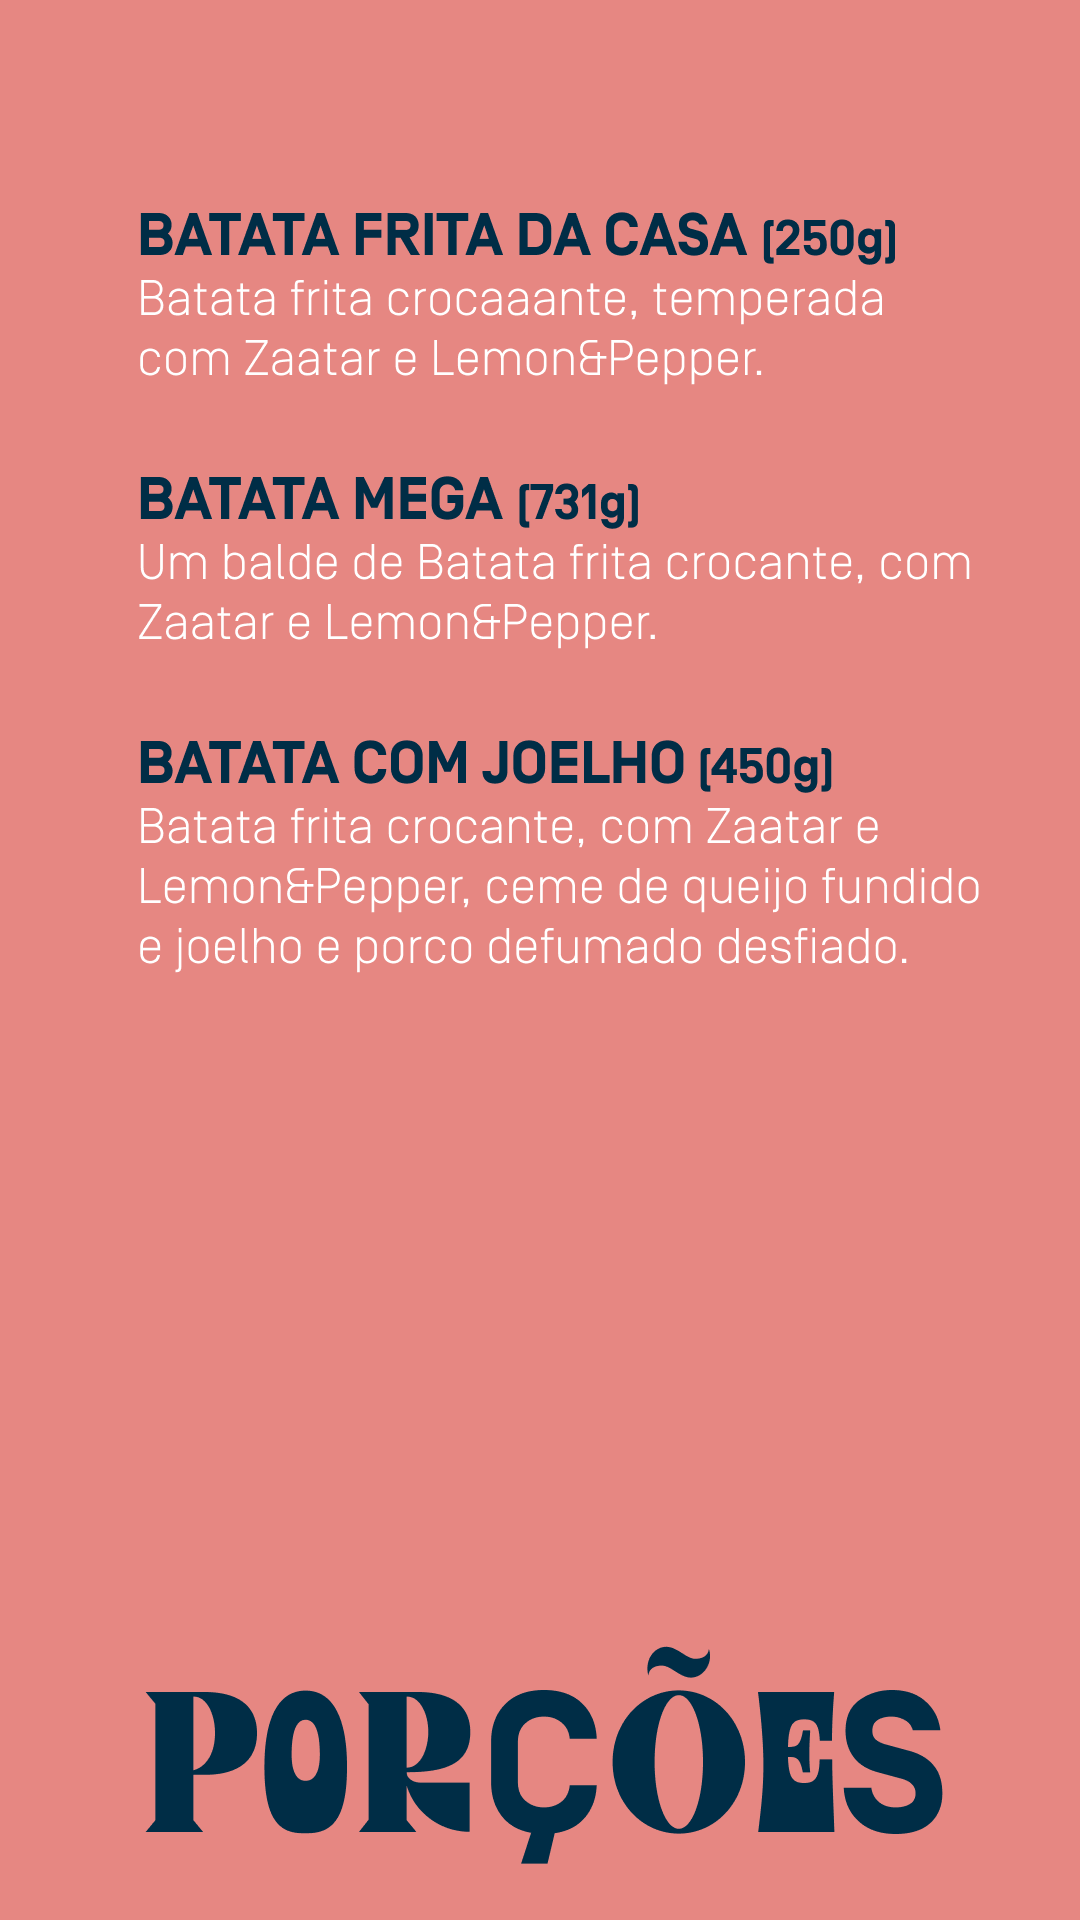 BATATA FRITA DA CASA (250g)
Batata frita crocaaante, temperada
com Zaatar e Lemon&Pepper.
BATATA MEGA (731g)
Um balde de Batata frita crocante, com
Zaatar e Lemon&Pepper.
BATATA COM JOELHO (450g)
Batata frita crocante, com Zaatar e
Lemon&Pepper, ceme de queijo fundido
e joelho e porco defumado desfiado.
PORÇÕES